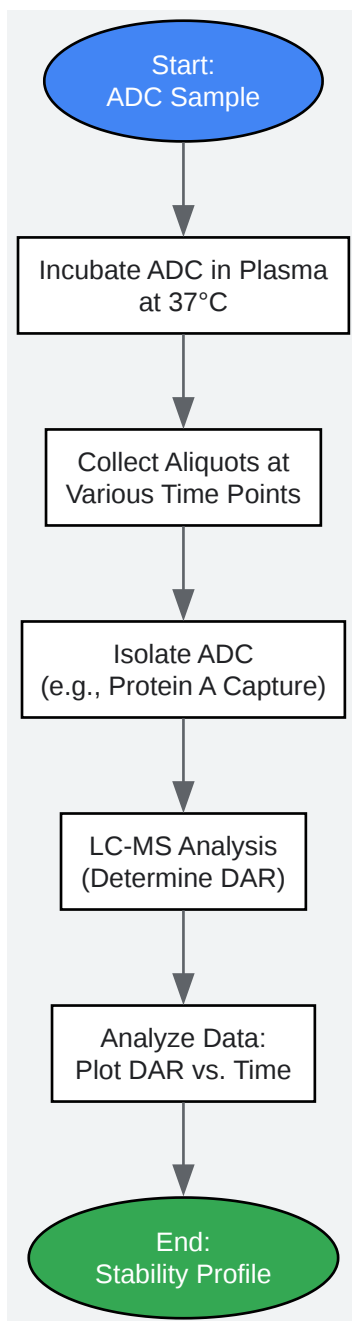 Start:
ADC Sample
Incubate ADC in Plasma
at 37°C
Collect Aliquots at
Various Time Points
Isolate ADC
(e.g., Protein A Capture)
LC-MS Analysis
(Determine DAR)
Analyze Data:
Plot DAR vs. Time
End:
Stability Profile